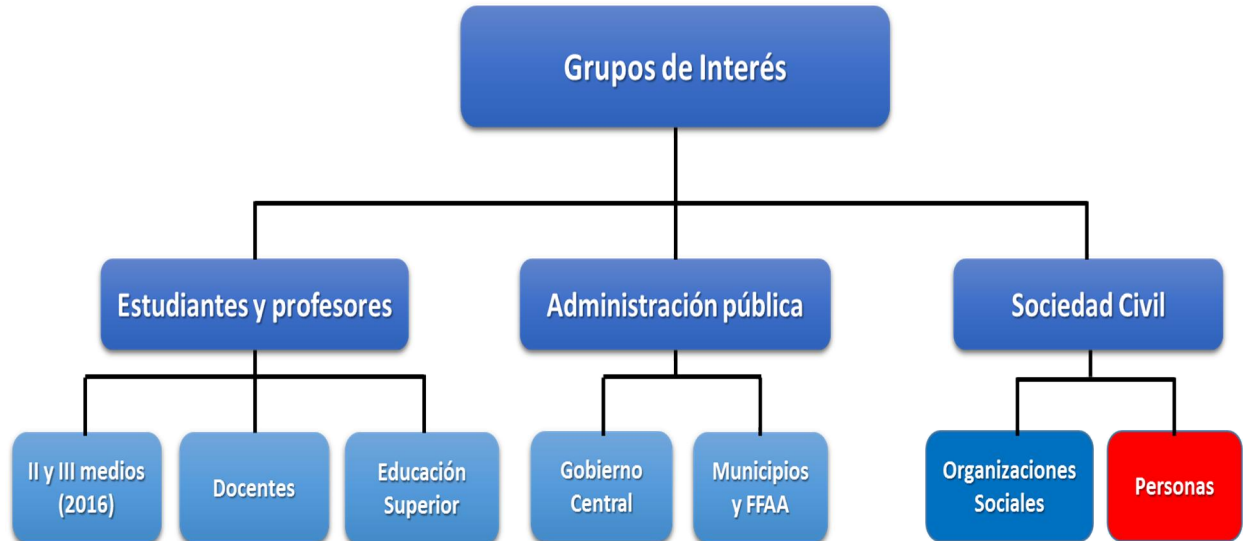 Grupos de Interés
Estudiantes y profesores
Administración pública
Sociedad Civil
II y III medios
(2016)
Docentes
Educación
Superior
Gobierno
Central
Municipios
y FFAA
Organizaciones
Sociales
Personas